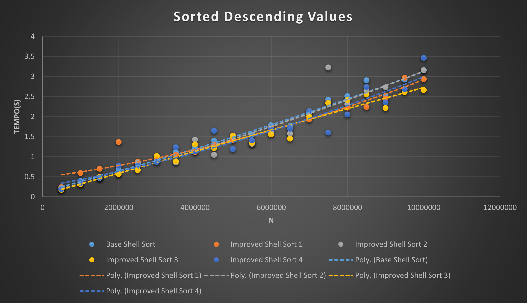 Sorted Descending Values
4
3.5
3
2.5
2
1.5
1
0.5
0
TEMPO(S)
0 2000000 4000000 6000000 8000000 10000000 12000000
N
Base Shell Sort Improved Shell Sort 1 Improved Shell Sort 2
Improved Shell Sort 3 Improved Shell Sort 4 Poly. (Base Shell Sort)
Poly. (Improved Shell Sort 1) Poly. (Improved Shell Sort 2) Poly. (Improved Shell Sort 3)
Poly. (Improved Shell Sort 4)